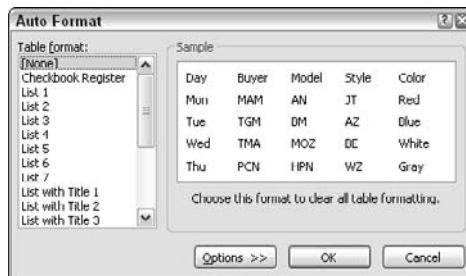 Auto Format
Table format:
[None]
Checkbook Register
List 1
List 2
List 3
List 4
List 5
List 6
List 7
List with Title 1
List with Title 2
List with Title 3
Sample
Day Buyer Model Style Color
Mon MAM AN JT Red
Tue TGM DM AZ Blue
Wed TMA MOZ DE White
Thu PCN HPN WZ Gray
Choose this format to clear all table formatting.
Options >> OK Cancel